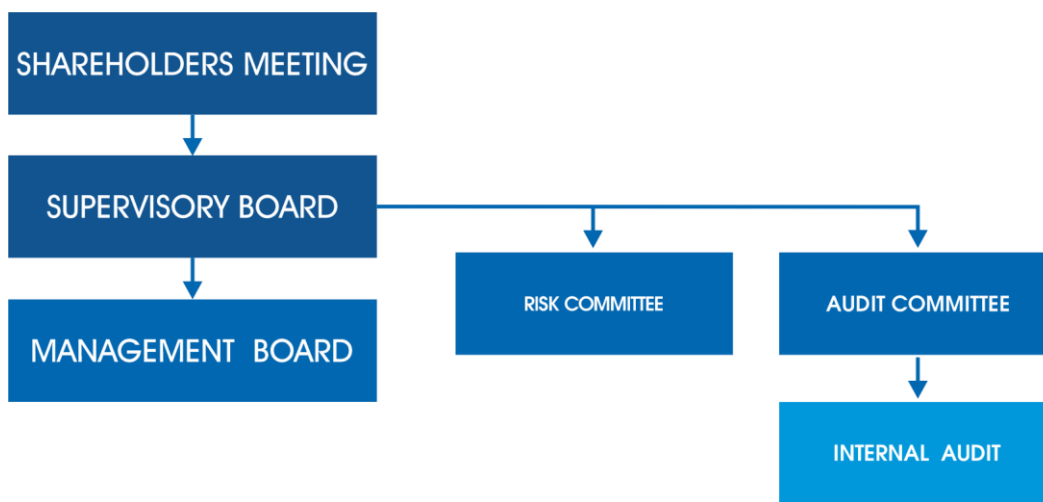 SHAREHOLDERS MEETING
SUPERVISORY BOARD
RISK COMMITTEE
AUDIT COMMITTEE
MANAGEMENT BOARD
INTERNAL AUDIT